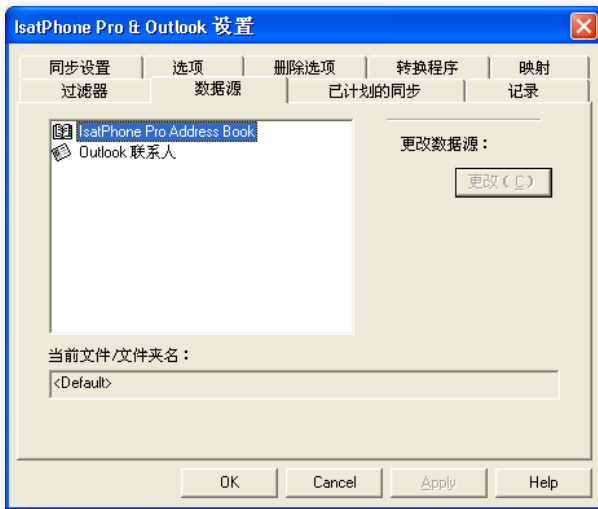 IsatPhone Pro & Outlook 设置
同步设置 选项 删除选项 转换程序 映射
过滤器 数据源 已计划的同步 记录
IsatPhone Pro Address Book
Outlook 联系人
更改数据源：
更改(C)
当前文件/文件夹名：
<Default>
OK Cancel Apply Help